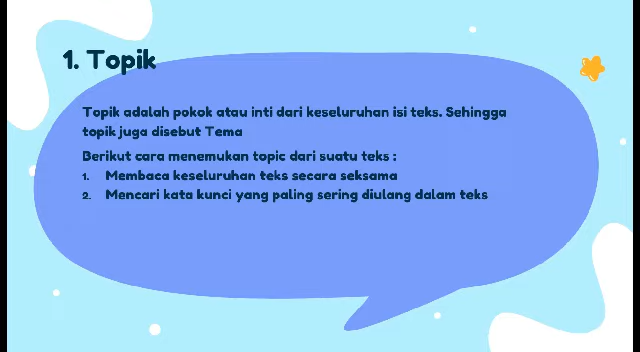 1. Topik
Topik adalah pokok atau inti dari keseluruhan isi teks. Sehingga
topik juga disebut Tema
Berikut cara menemukan topic dari suatu teks :
1. Membaca keseluruhan teks secara seksama
2. Mencari kata kunci yang paling sering diulang dalam teks